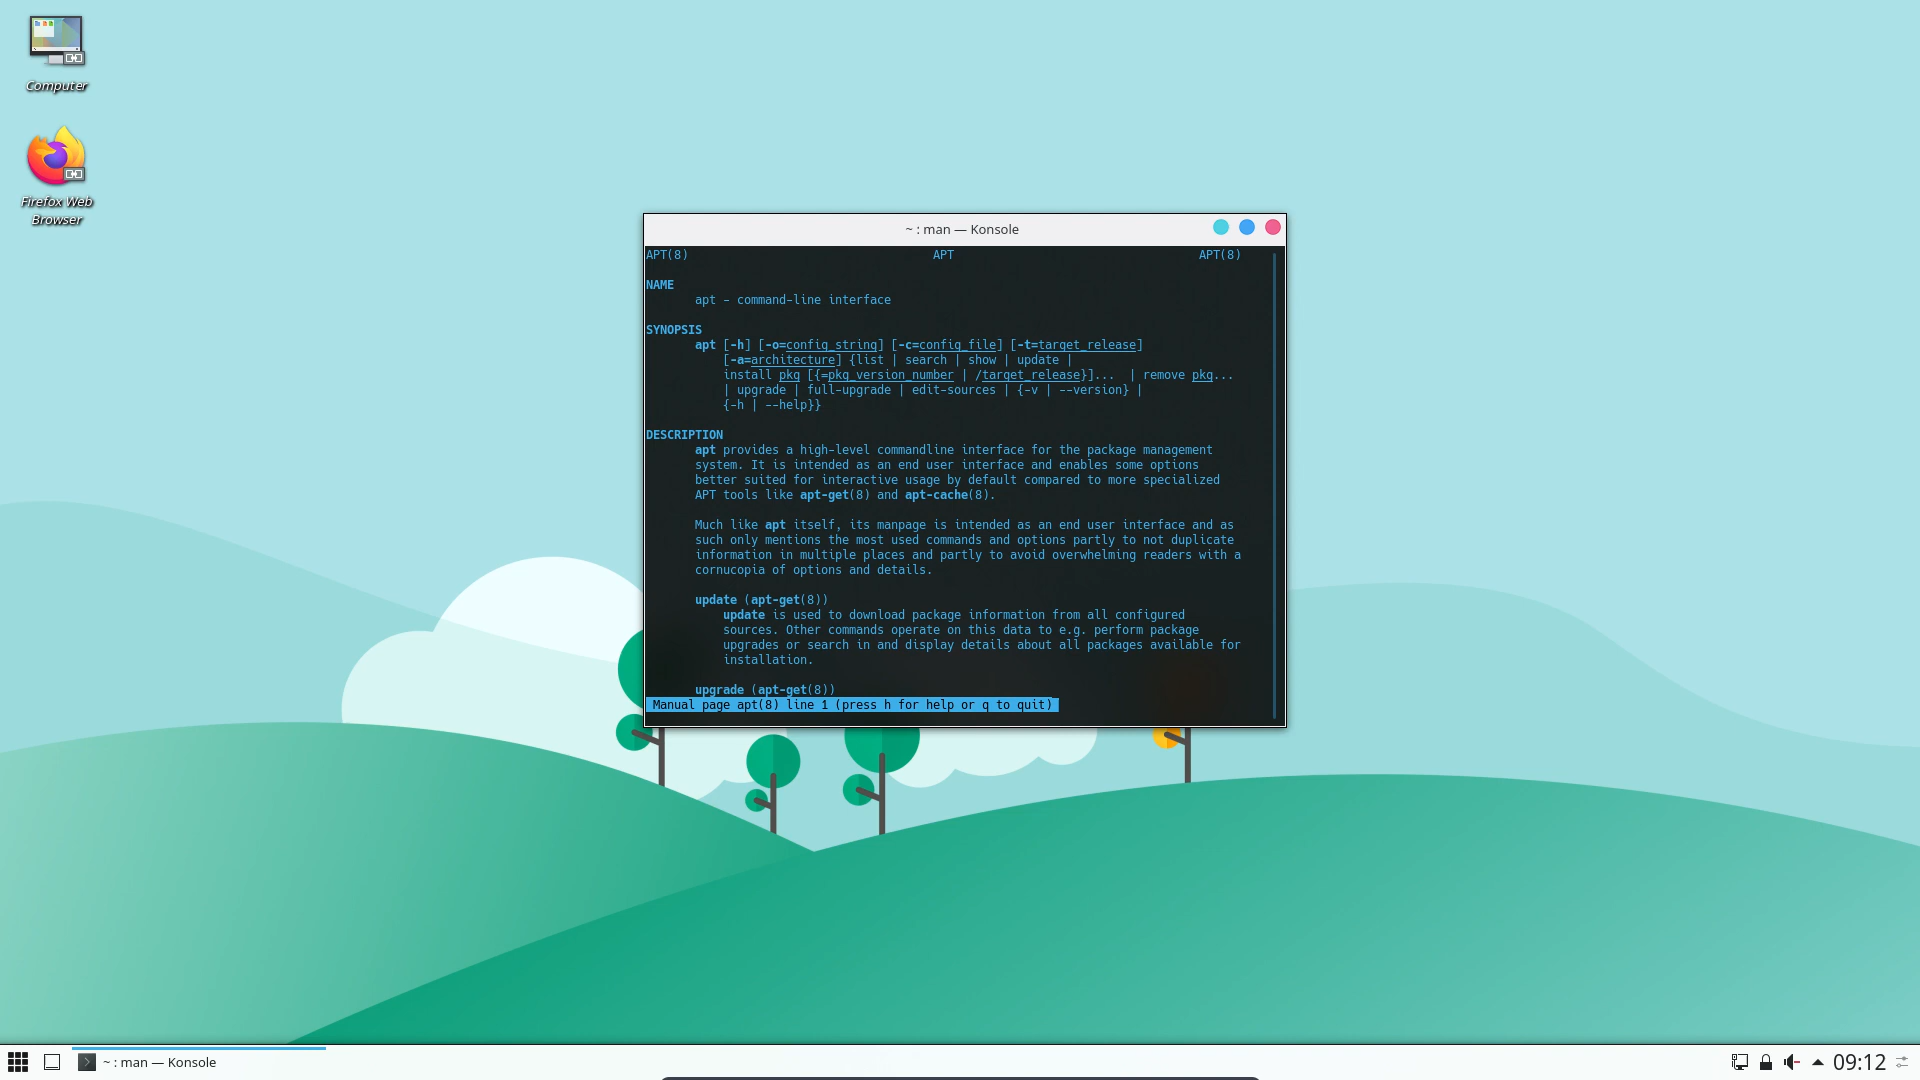 Computer
Firefox Web
Browser
~ : man — Konsole
APT(8) APT APT(8)
NAME
apt - command-line interface
SYNOPSIS
apt [-h] [-o=config_string] [-c=config_file] [-t=target_release]
[-a=architecture] {list | search | show | update |
install pkg [{=pkg_version_number | /target_release}]... | remove pkg...
| upgrade | full-upgrade | edit-sources | {-v | --version} |
{-h | --help}}
DESCRIPTION
apt provides a high-level commandline interface for the package management
system. It is intended as an end user interface and enables some options
better suited for interactive usage by default compared to more specialized
APT tools like apt-get(8) and apt-cache(8).
Much like apt itself, its manpage is intended as an end user interface and as
such only mentions the most used commands and options partly to not duplicate
information in multiple places and partly to avoid overwhelming readers with a
cornucopia of options and details.
update (apt-get(8))
update is used to download package information from all configured
sources. Other commands operate on this data to e.g. perform package
upgrades or search in and display details about all packages available for
installation.
upgrade (apt-get(8))
Manual page apt(8) line 1 (press h for help or q to quit)
~ : man — Konsole
09:12